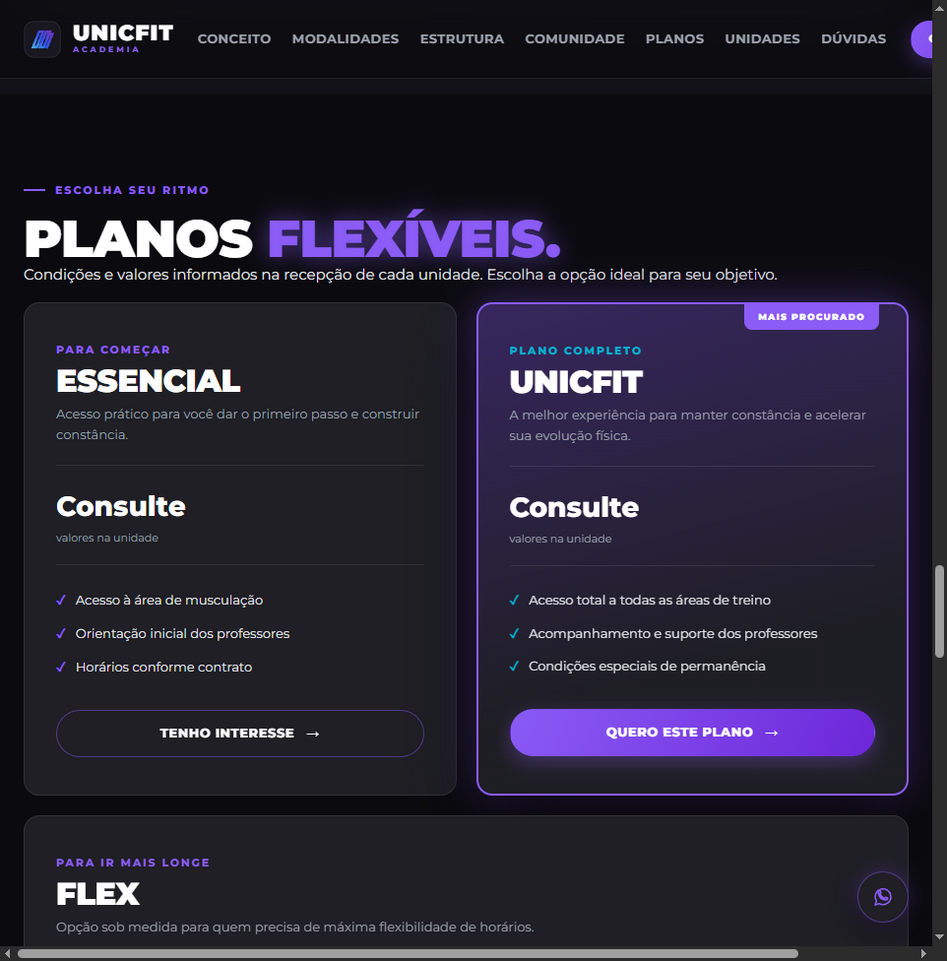 UNICFIT
ACADEMIA
CONCEITO
MODALIDADES
ESTRUTURA
COMUNIDADE
PLANOS
UNIDADES
DÚVIDAS
ESCOLHA SEU RITMO
PLANOS FLEXÍVEIS.
Condições e valores informados na recepção de cada unidade. Escolha a opção ideal para seu objetivo.
PARA COMEÇAR
ESSENCIAL
Acesso prático para você dar o primeiro passo e construir
constância.
Consulte
valores na unidade
✓ Acesso à área de musculação
✓ Orientação inicial dos professores
✓ Horários conforme contrato
TENHO INTERESSE →
MAIS PROCURADO
PLANO COMPLETO
UNICFIT
A melhor experiência para manter constância e acelerar
sua evolução física.
Consulte
valores na unidade
✓ Acesso total a todas as áreas de treino
✓ Acompanhamento e suporte dos professores
✓ Condições especiais de permanência
QUERO ESTE PLANO →
PARA IR MAIS LONGE
FLEX
Opção sob medida para quem precisa de máxima flexibilidade de horários.